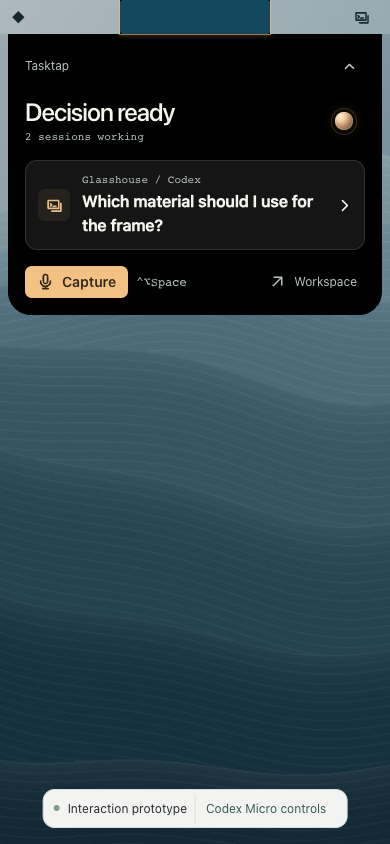 Tasktap
Decision ready
2 sessions working
Glasshouse / Codex
Which material should I use for
the frame?
Capture
^⌥Space
Workspace
Interaction prototype
Codex Micro controls